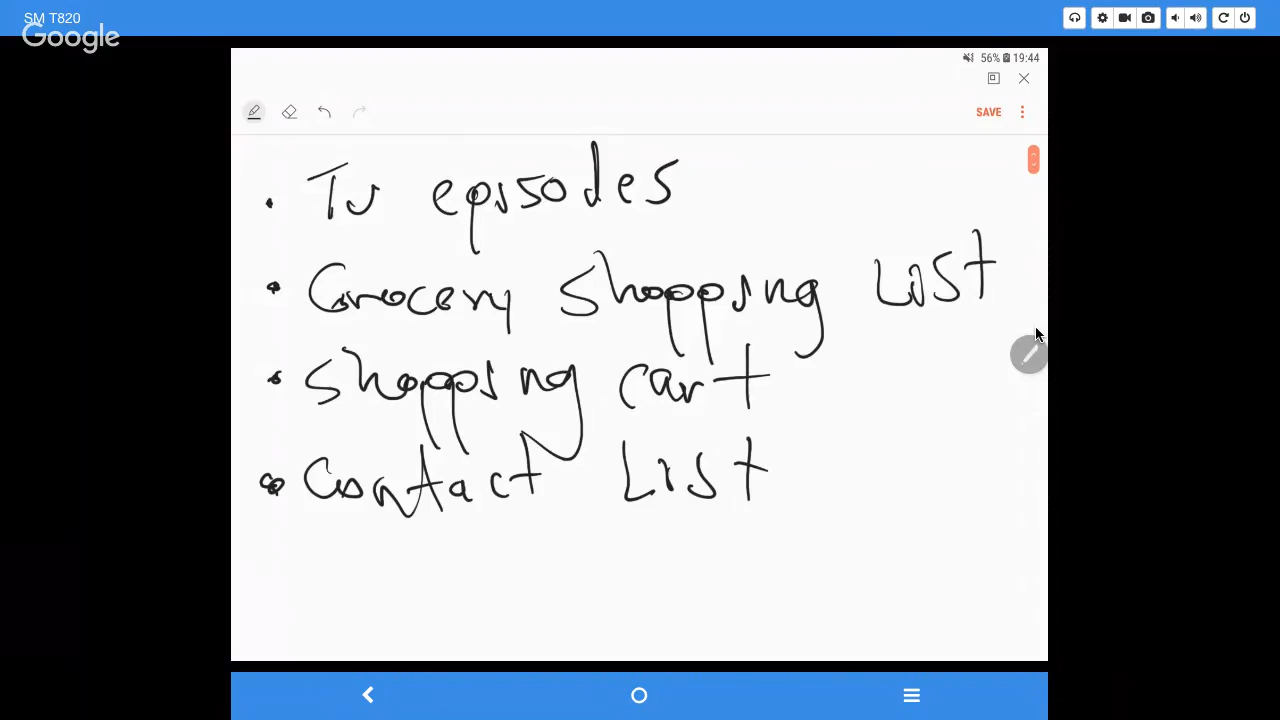 SM T820
Google
56% 19:44
SAVE
• Tv episodes
• Grocery shopping List
• shopping cart
• Contact List